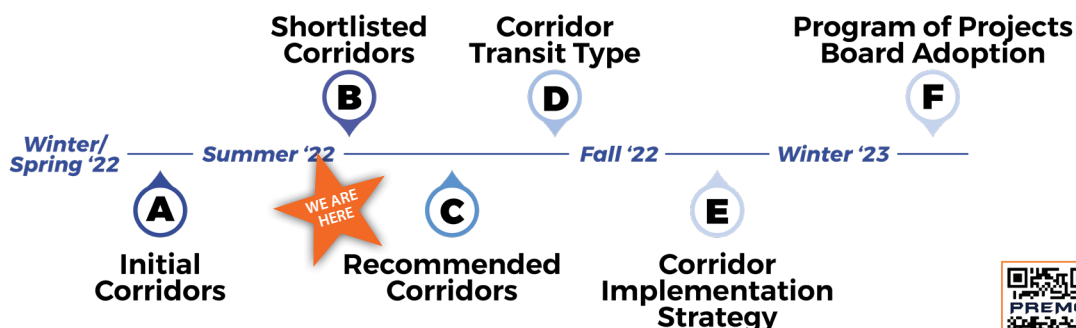 Shortlisted
Corridors
Corridor
Transit Type
Program of Projects
Board Adoption
B
D
F
Winter/
Spring ‘22
Summer ‘22
Fall ‘22
Winter ‘23
A
WE ARE
HERE
C
E
Initial
Corridors
Recommended
Corridors
Corridor
Implementation
Strategy